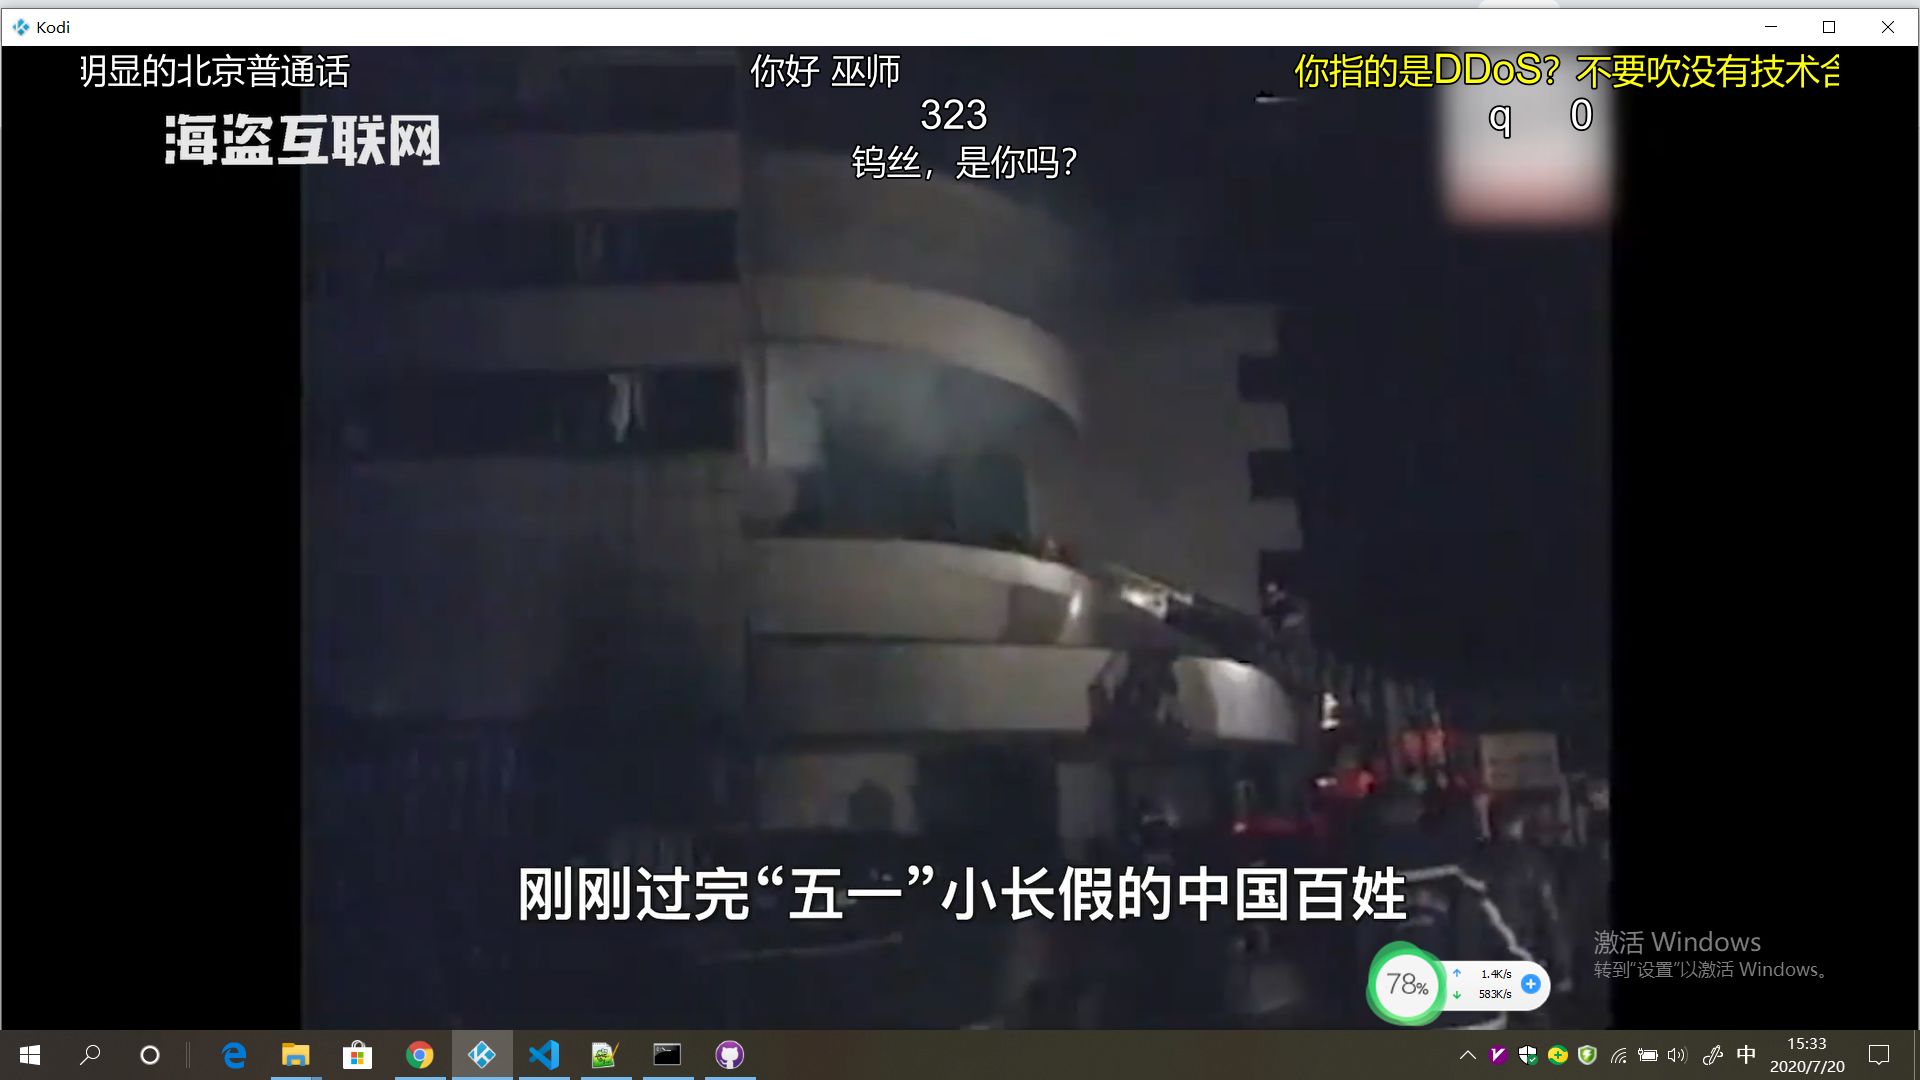 Kodi
明显的北京普通话
你好 巫师
你指的是DDoS？不要吹没有技术含
323
q
0
海盗互联网
钨丝，是你吗？
刚刚过完“五一”小长假的中国百姓
激活 Windows
转到“设置”以激活 Windows。
78%
1.4K/s
583K/s
中
15:33
2020/7/20